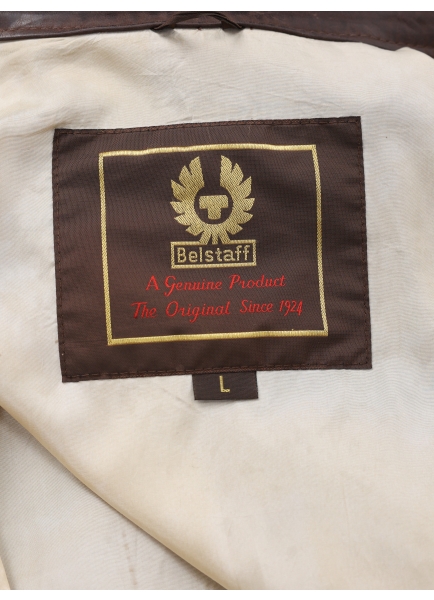 Belstaff
A Genuine Product
The Original Since 1924
L